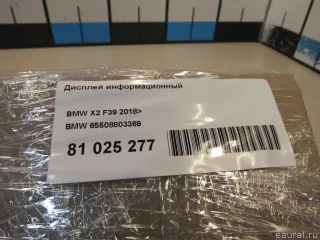 Дисплей информационный
BMW X2 F39 2018>
BMW 65508803369
81 025 277
eaural.ru